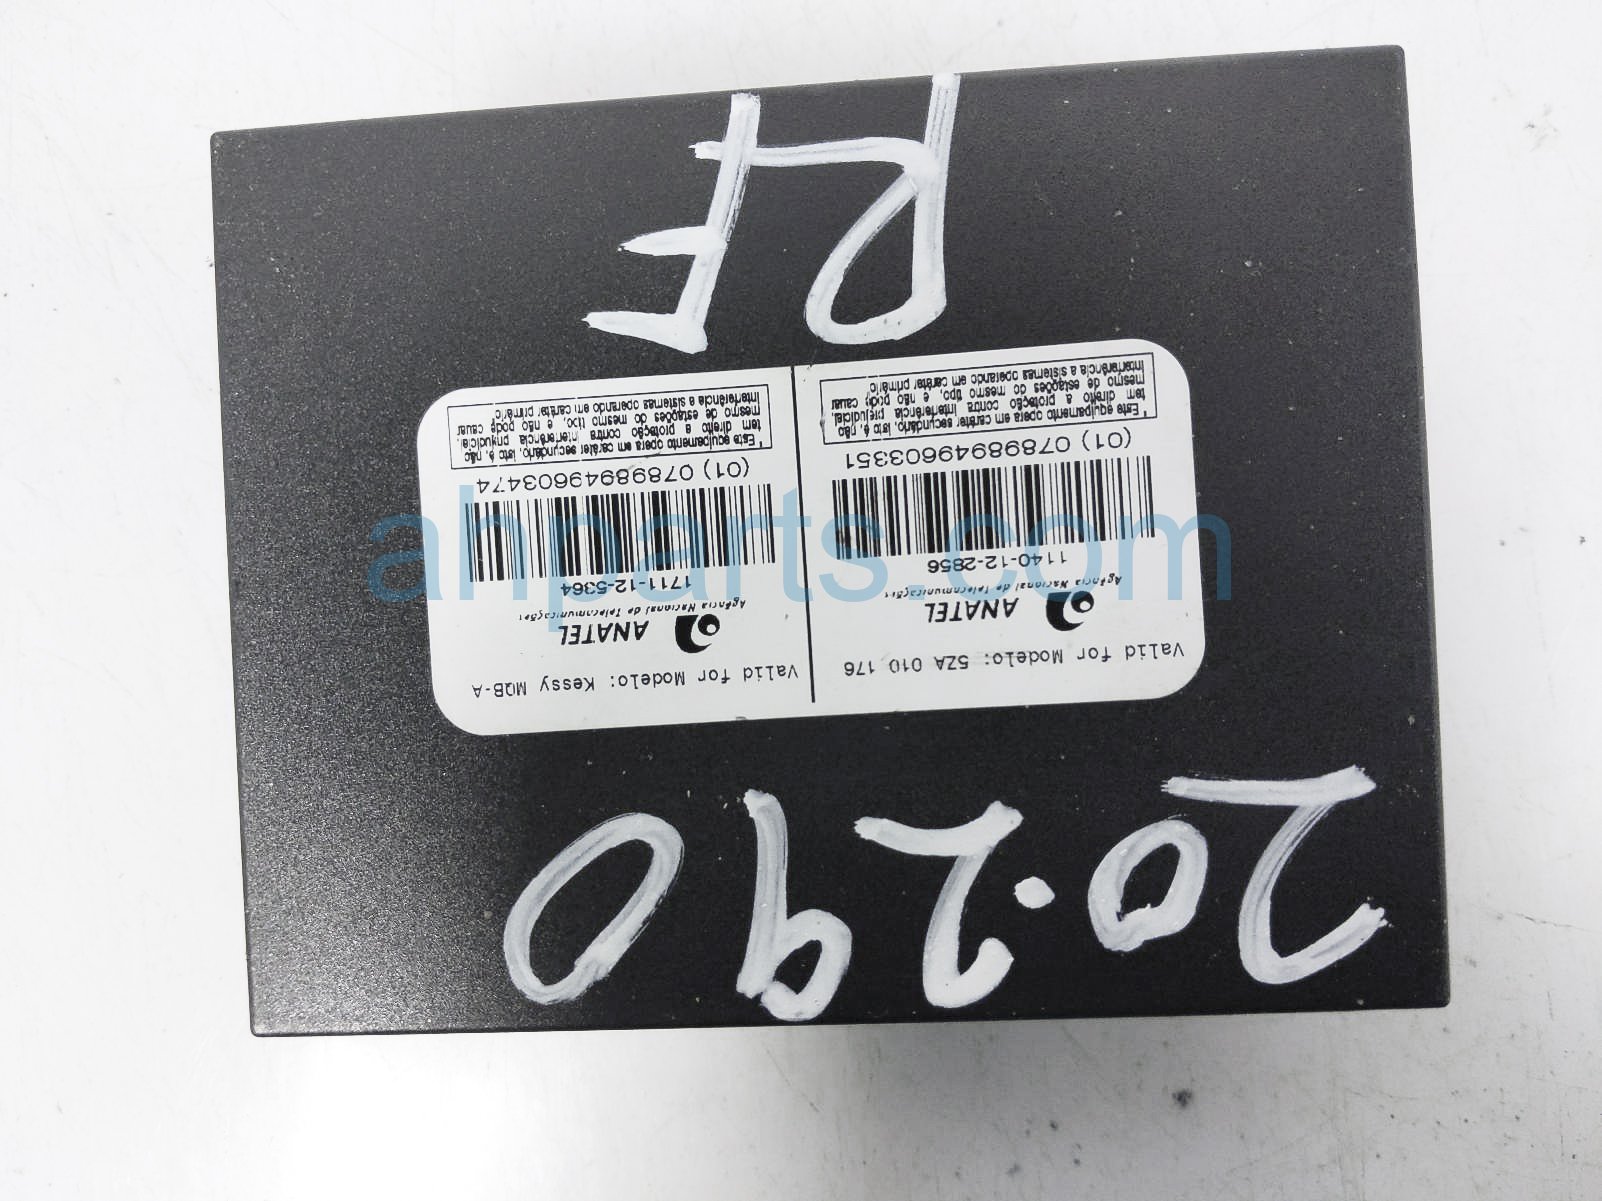 20.290
Valid for Modelo: 5ZA 010 176
ANATEL
Agência Nacional de Telecomunicações
1140-12-2856
(01) 07898949603351
"Este equipamento opera em caráter secundário, isto é, não
tem direito a proteção contra interferência prejudicial,
mesmo de estações do mesmo tipo, e não pode causar
interferência a sistemas operando em caráter primário"
Valid for Modelo: Kessy MQB-A
ANATEL
Agência Nacional de Telecomunicações
1711-12-5364
(01) 07898949603474
"Este equipamento opera em caráter secundário, isto é, não
tem direito a proteção contra interferência prejudicial,
mesmo de estações do mesmo tipo, e não pode causar
interferência a sistemas operando em caráter primário"
RF
ahparts.com